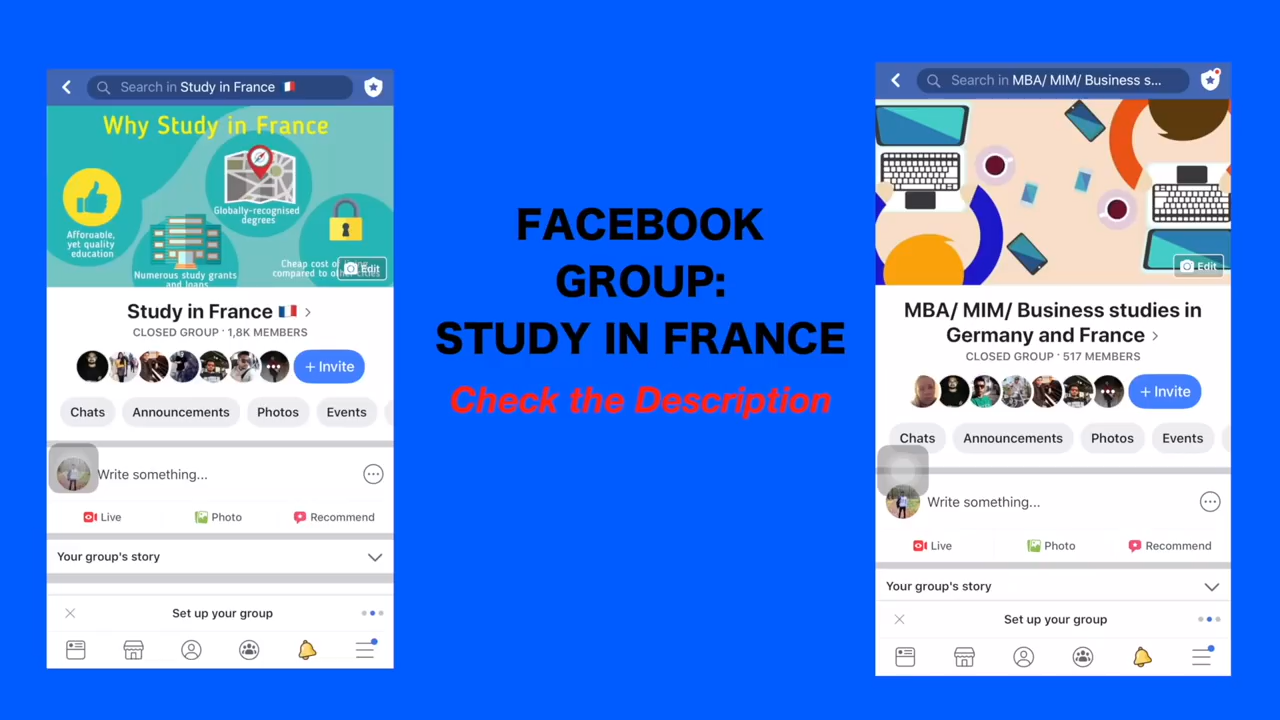 Search in Study in France 🇫🇷
Why Study in France
Globally-recognised
degrees
Afforable,
yet quality
education
Numerous study grants
and loans
Cheap cost of
compared to
Edit
Study in France 🇫🇷 >
CLOSED GROUP · 1,8K MEMBERS
+ Invite
Chats
Announcements
Photos
Events
Write something...
Live
Photo
Recommend
Your group's story
Set up your group
FACEBOOK
GROUP:
STUDY IN FRANCE
Check the Description
Search in MBA/ MIM/ Business s...
Edit
MBA/ MIM/ Business studies in
Germany and France >
CLOSED GROUP · 517 MEMBERS
+ Invite
Chats
Announcements
Photos
Events
Write something...
Live
Photo
Recommend
Your group's story
Set up your group